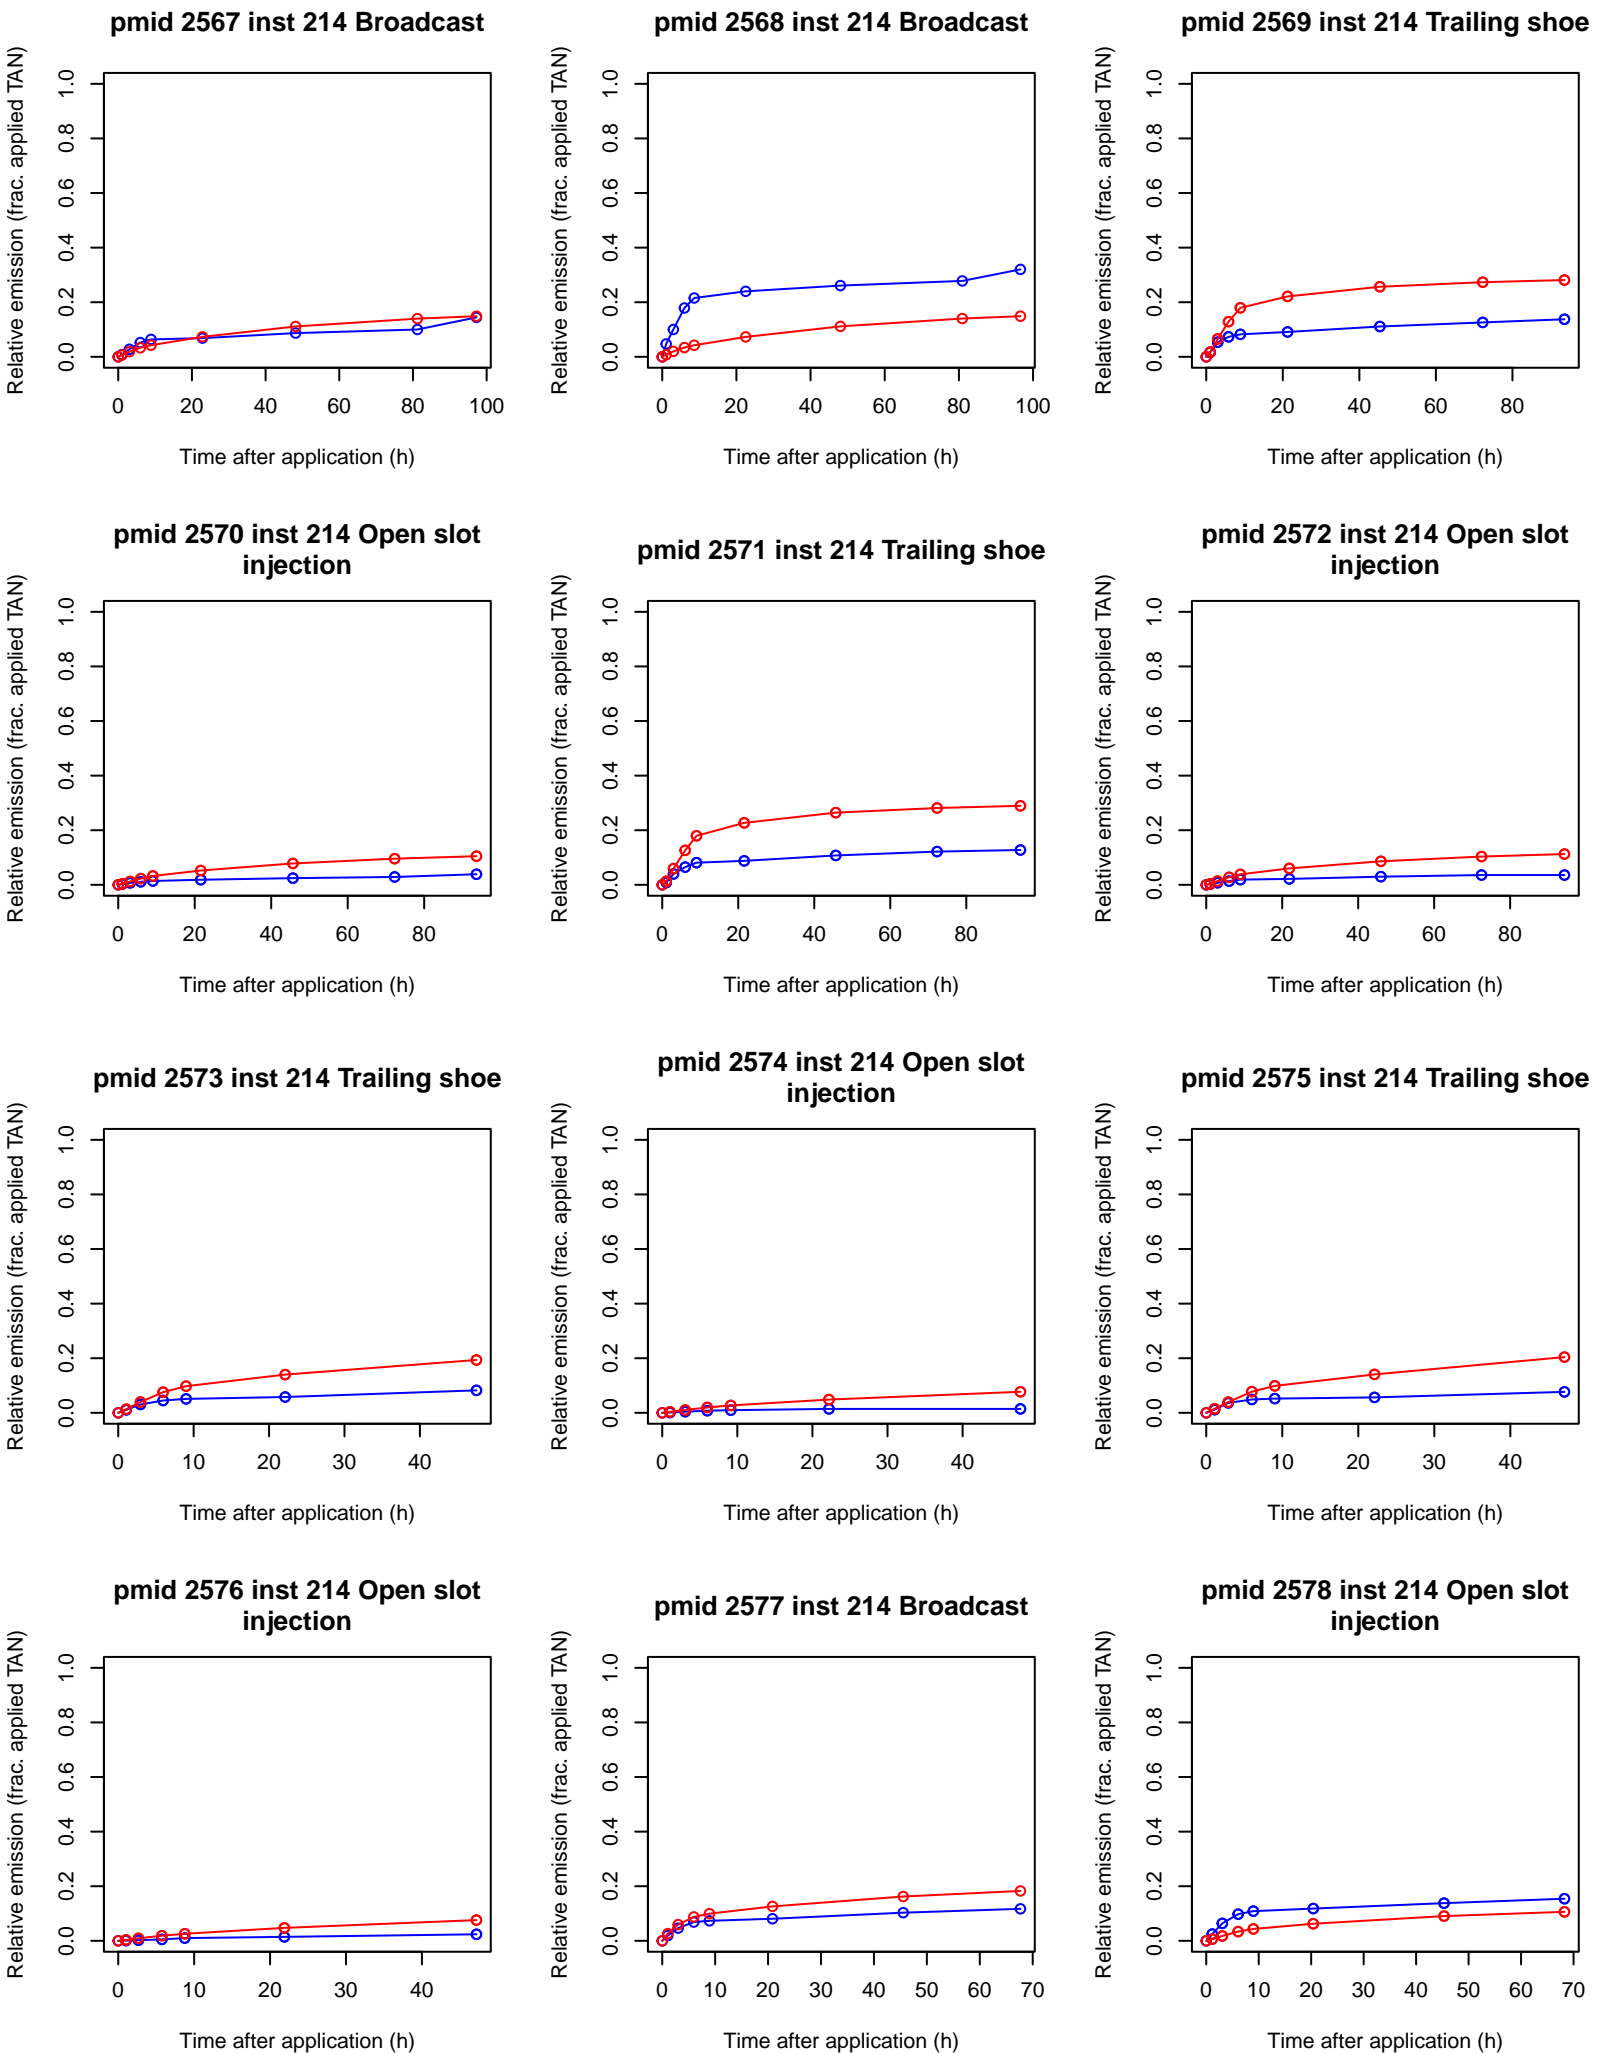 pmid 2567 inst 214 Broadcast
Relative emission (frac. applied TAN)
1.0
0.8
0.6
0.4
0.2
0.0
0 20 40 60 80 100
Time after application (h)
pmid 2568 inst 214 Broadcast
Relative emission (frac. applied TAN)
1.0
0.8
0.6
0.4
0.2
0.0
0 20 40 60 80 100
Time after application (h)
pmid 2569 inst 214 Trailing shoe
Relative emission (frac. applied TAN)
1.0
0.8
0.6
0.4
0.2
0.0
0 20 40 60 80
Time after application (h)
pmid 2570 inst 214 Open slot
injection
Relative emission (frac. applied TAN)
1.0
0.8
0.6
0.4
0.2
0.0
0 20 40 60 80
Time after application (h)
pmid 2571 inst 214 Trailing shoe
Relative emission (frac. applied TAN)
1.0
0.8
0.6
0.4
0.2
0.0
0 20 40 60 80
Time after application (h)
pmid 2572 inst 214 Open slot
injection
Relative emission (frac. applied TAN)
1.0
0.8
0.6
0.4
0.2
0.0
0 20 40 60 80
Time after application (h)
pmid 2573 inst 214 Trailing shoe
Relative emission (frac. applied TAN)
1.0
0.8
0.6
0.4
0.2
0.0
0 10 20 30 40
Time after application (h)
pmid 2574 inst 214 Open slot
injection
Relative emission (frac. applied TAN)
1.0
0.8
0.6
0.4
0.2
0.0
0 10 20 30 40
Time after application (h)
pmid 2575 inst 214 Trailing shoe
Relative emission (frac. applied TAN)
1.0
0.8
0.6
0.4
0.2
0.0
0 10 20 30 40
Time after application (h)
pmid 2576 inst 214 Open slot
injection
Relative emission (frac. applied TAN)
1.0
0.8
0.6
0.4
0.2
0.0
0 10 20 30 40
Time after application (h)
pmid 2577 inst 214 Broadcast
Relative emission (frac. applied TAN)
1.0
0.8
0.6
0.4
0.2
0.0
0 10 20 30 40 50 60 70
Time after application (h)
pmid 2578 inst 214 Open slot
injection
Relative emission (frac. applied TAN)
1.0
0.8
0.6
0.4
0.2
0.0
0 10 20 30 40 50 60 70
Time after application (h)